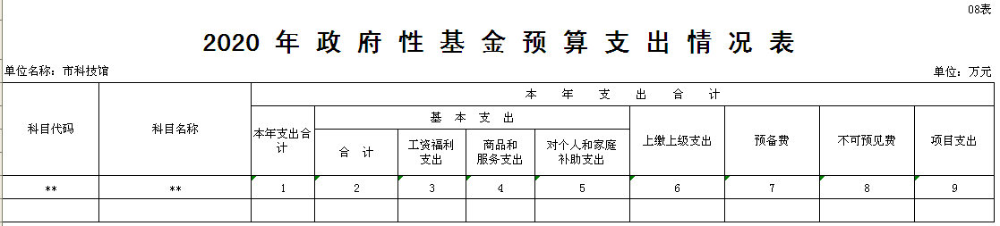 08表
2020 年 政 府 性 基 金 预 算 支 出 情 况 表
单位名称：市科技馆
单位：万元
科目代码
科目名称
本 年 支 出 合 计
本年支出合
计
基 本 支 出
合 计
工资福利
支出
商品和
服务支出
对个人和家庭
补助支出
上缴上级支出
预备费
不可预见费
项目支出
** ** 1 2 3 4 5 6 7 8 9